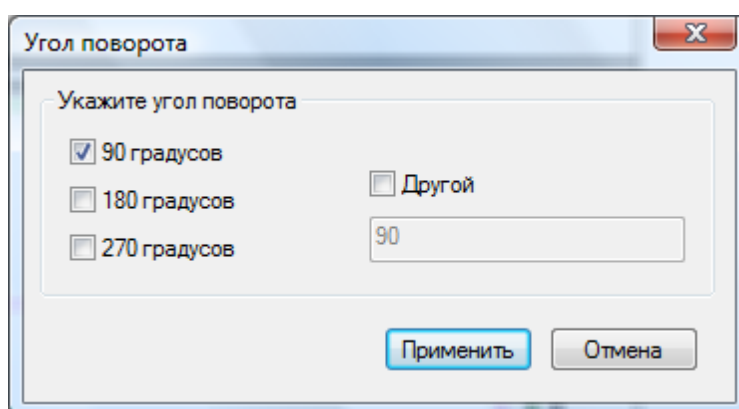 Угол поворота
Укажите угол поворота
90 градусов
180 градусов
270 градусов
Другой
90
Применить
Отмена